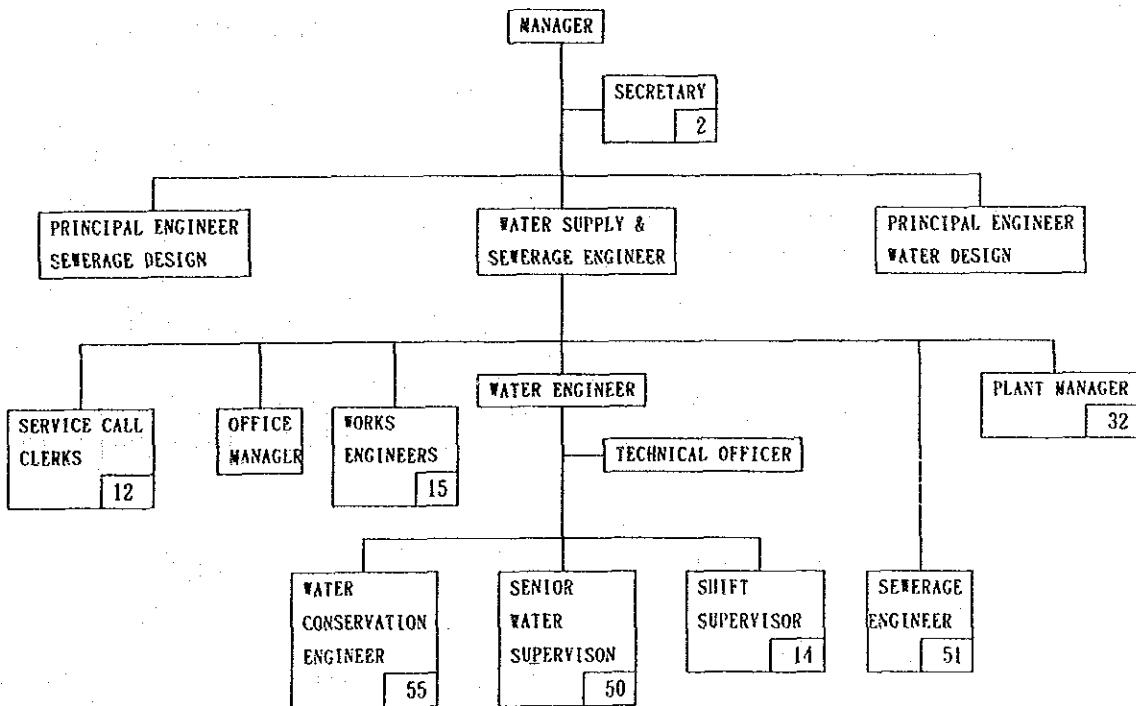 MANAGER
SECRETARY
2
PRINCIPAL ENGINEER
SEWERAGE DESIGN
WATER SUPPLY &
SEWERAGE ENGINEER
PRINCIPAL ENGINEER
WATER DESIGN
SERVICE CALL
CLERKS
12
OFFICE
MANAGER
WORKS
ENGINEERS
15
WATER ENGINEER
PLANT MANAGER
32
TECHNICAL OFFICER
WATER
CONSERVATION
ENGINEER
55
SENIOR
WATER
SUPERVISON
50
SHIFT
SUPERVISOR
14
SEWERAGE
ENGINEER
51